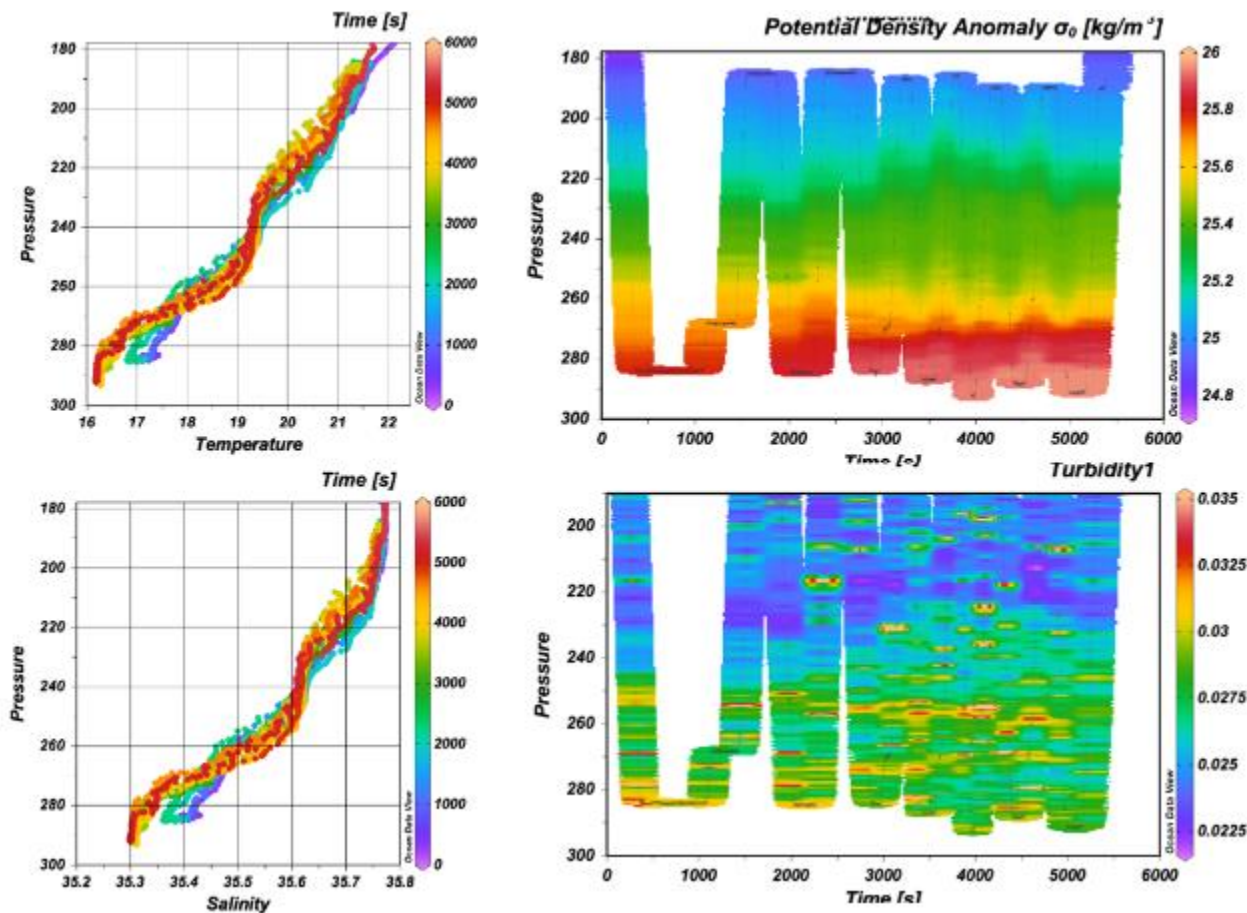 Time [s]
180
200
220
240
260
280
300
Pressure
16 17 18 19 20 21 22
Temperature
6000
5000
4000
3000
2000
1000
0
Ocean Data View
Potential Density Anomaly σ₀ [kg/m⁻³]
180
200
220
240
260
280
300
Pressure
0 1000 2000 3000 4000 5000 6000
Time [s]
26
25.8
25.6
25.4
25.2
25
24.8
Ocean Data View
Time [s]
180
200
220
240
260
280
300
Pressure
35.2 35.3 35.4 35.5 35.6 35.7 35.8
Salinity
6000
5000
4000
3000
2000
1000
0
Ocean Data View
Turbidity1
200
220
240
260
280
300
Pressure
0 1000 2000 3000 4000 5000 6000
Time [s]
0.035
0.0325
0.03
0.0275
0.025
0.0225
Ocean Data View